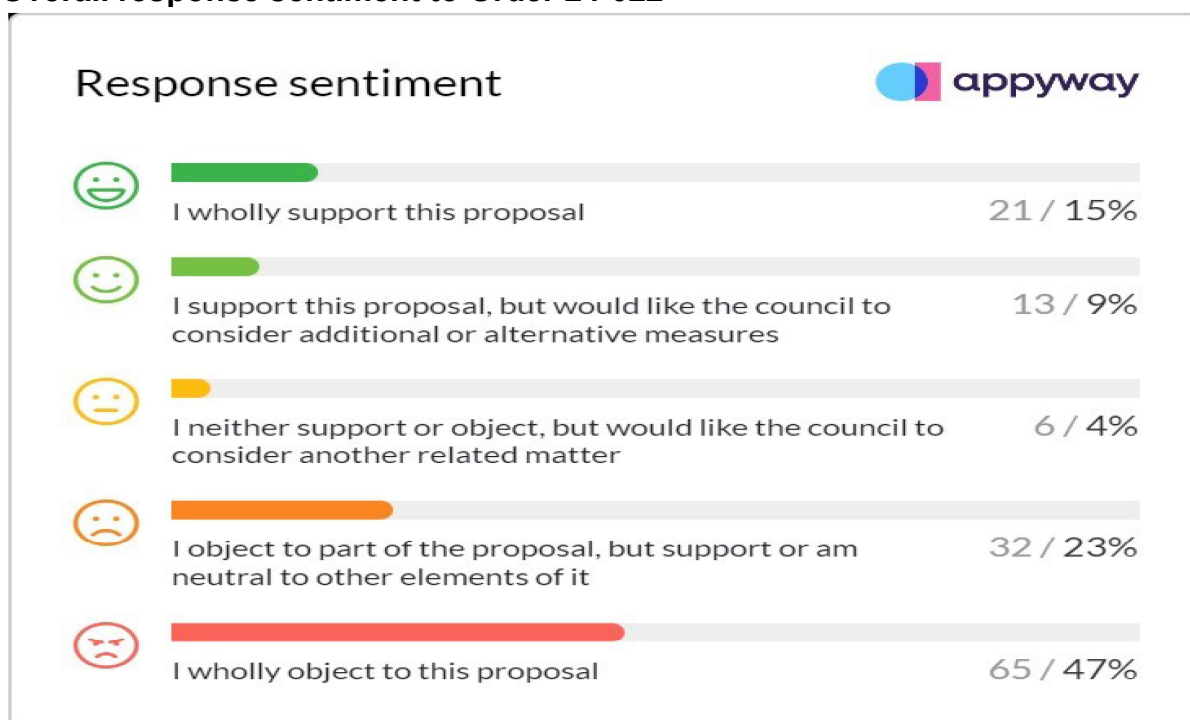 Response sentiment
appyway
I wholly support this proposal
21 / 15%
I support this proposal, but would like the council to
consider additional or alternative measures
13 / 9%
I neither support or object, but would like the council to
consider another related matter
6 / 4%
I object to part of the proposal, but support or am
neutral to other elements of it
32 / 23%
I wholly object to this proposal
65 / 47%